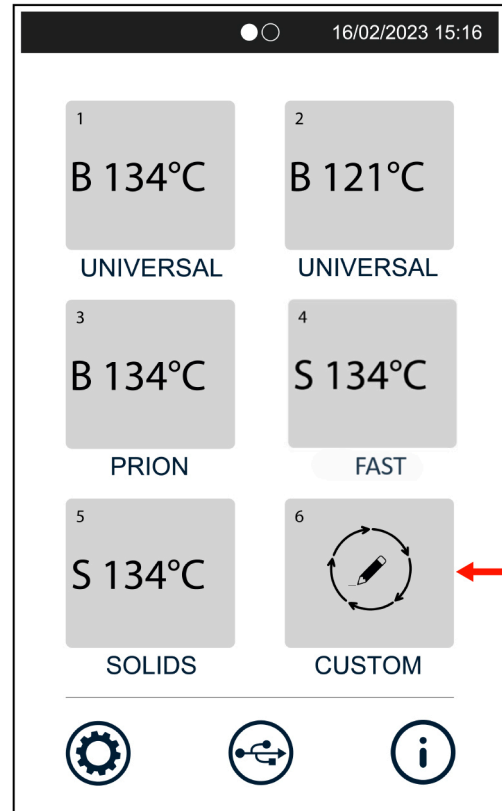 16/02/2023 15:16
1
B 134°C
UNIVERSAL
2
B 121°C
UNIVERSAL
3
B 134°C
PRION
4
S 134°C
FAST
5
S 134°C
SOLIDS
6
CUSTOM
i